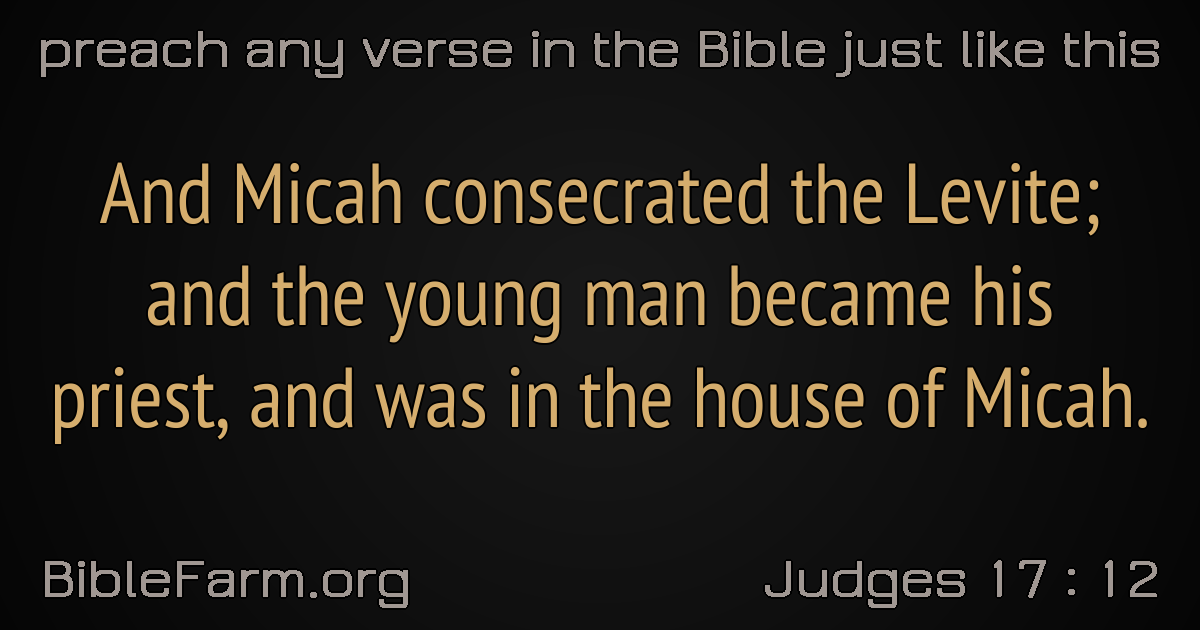 preach any verse in the Bible just like this
And Micah consecrated the Levite;
and the young man became his
priest, and was in the house of Micah.
BibleFarm.org
Judges 17 : 12